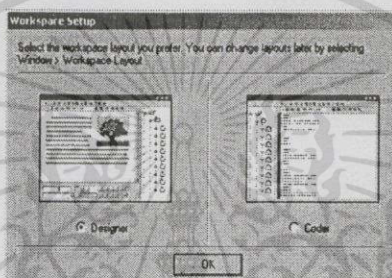 Workspace Setup
Select the workspace layout you prefer. You can change layouts later by selecting
Window > Workspace Layout
Designer
Coder
OK